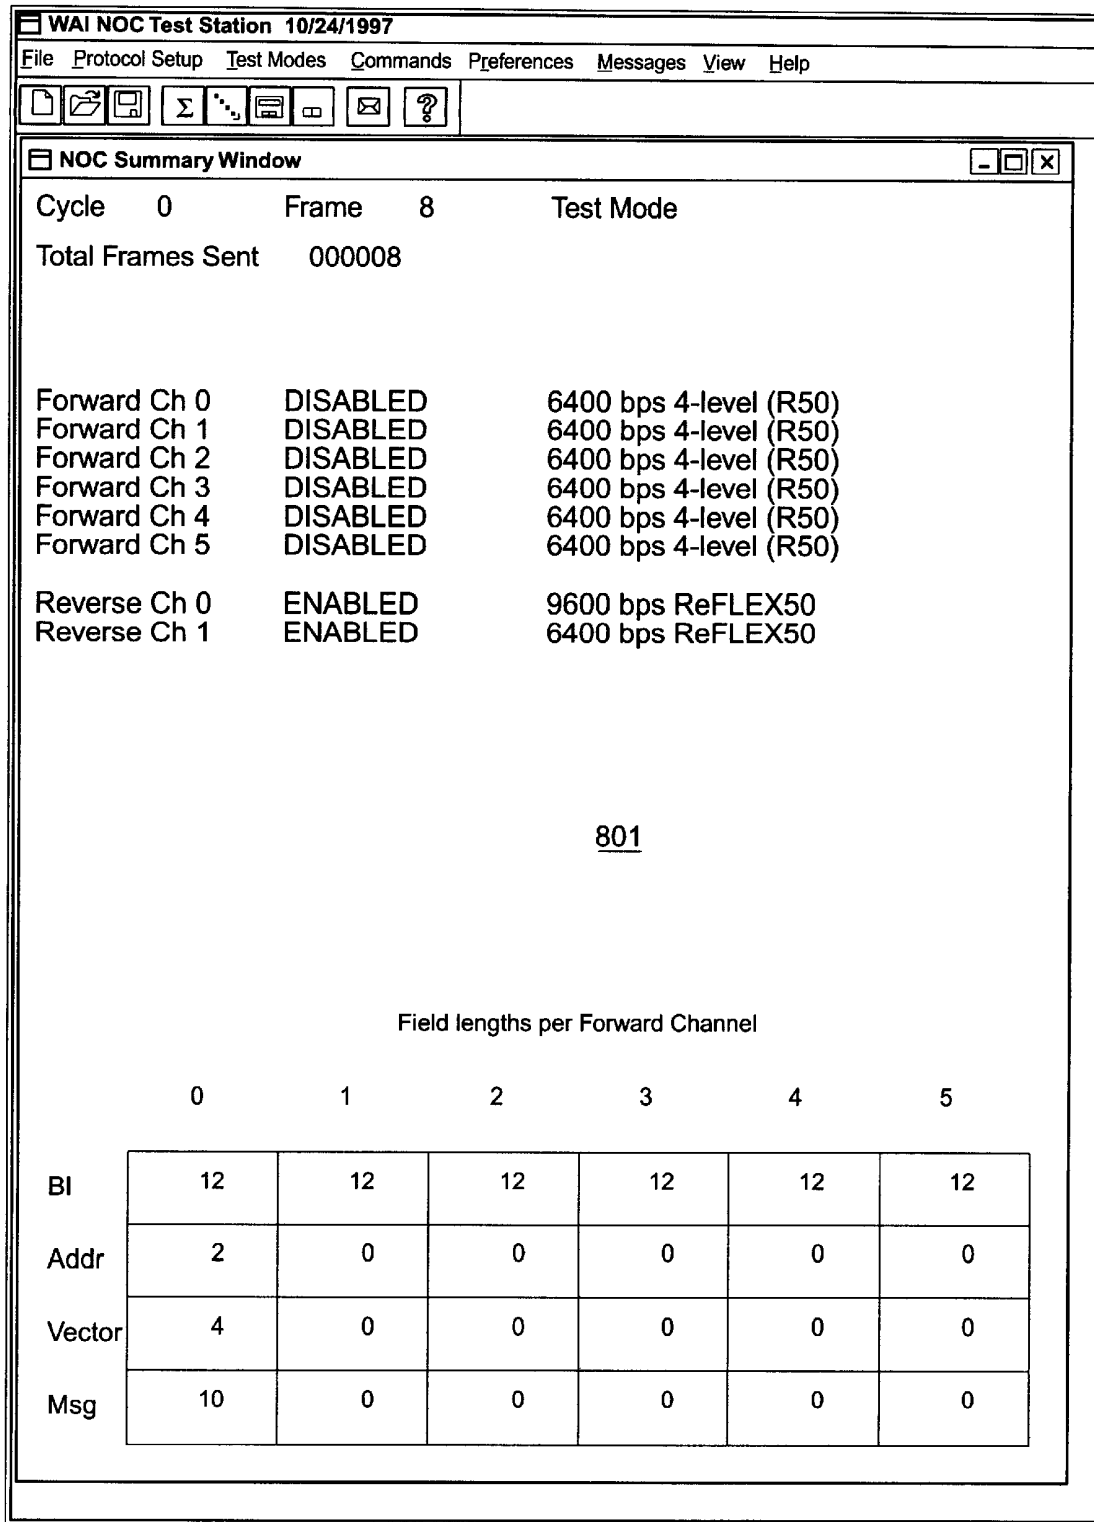 WAI NOC Test Station 10/24/1997
File Protocol Setup Test Modes Commands Preferences Messages View Help
Σ ?
NOC Summary Window
Cycle 0 Frame 8 Test Mode
Total Frames Sent 000008
Forward Ch 0 DISABLED 6400 bps 4-level (R50)
Forward Ch 1 DISABLED 6400 bps 4-level (R50)
Forward Ch 2 DISABLED 6400 bps 4-level (R50)
Forward Ch 3 DISABLED 6400 bps 4-level (R50)
Forward Ch 4 DISABLED 6400 bps 4-level (R50)
Forward Ch 5 DISABLED 6400 bps 4-level (R50)
Reverse Ch 0 ENABLED 9600 bps ReFLEX50
Reverse Ch 1 ENABLED 6400 bps ReFLEX50
801
Field lengths per Forward Channel
0 1 2 3 4 5
BI 12 12 12 12 12 12
Addr 2 0 0 0 0 0
Vector 4 0 0 0 0 0
Msg 10 0 0 0 0 0